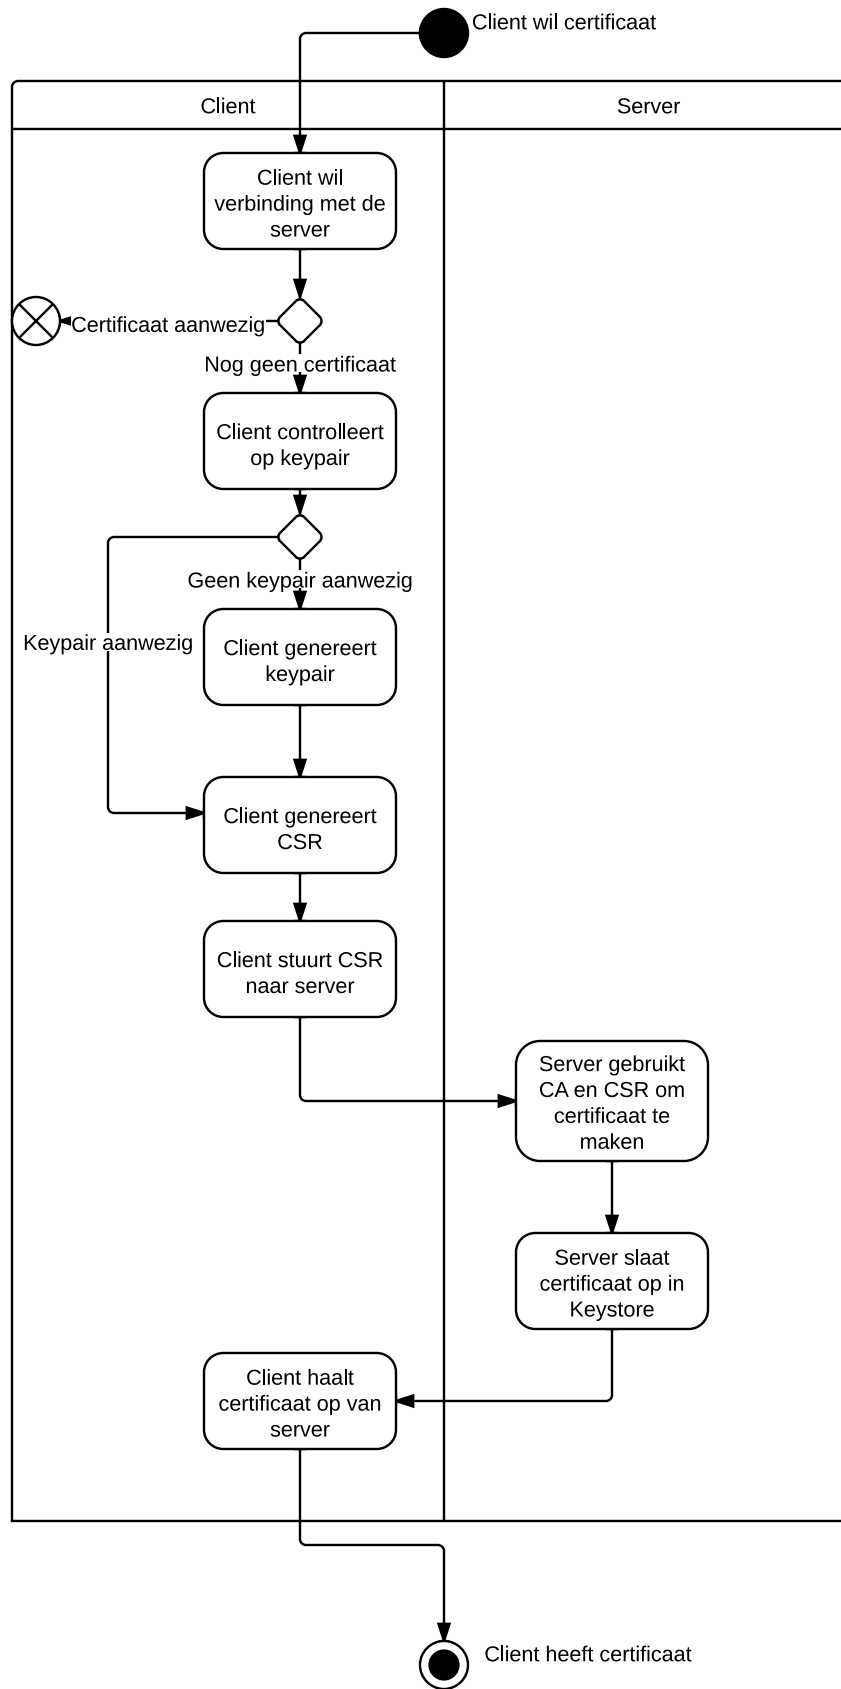 Client wil certificaat
Client
Server
Client wil
verbinding met de
server
Certificaat aanwezig
Nog geen certificaat
Client controlleert
op keypair
Geen keypair aanwezig
Keypair aanwezig
Client genereert
keypair
Client genereert
CSR
Client stuurt CSR
naar server
Server gebruikt
CA en CSR om
certificaat te
maken
Server slaat
certificaat op in
Keystore
Client haalt
certificaat op van
server
Client heeft certificaat